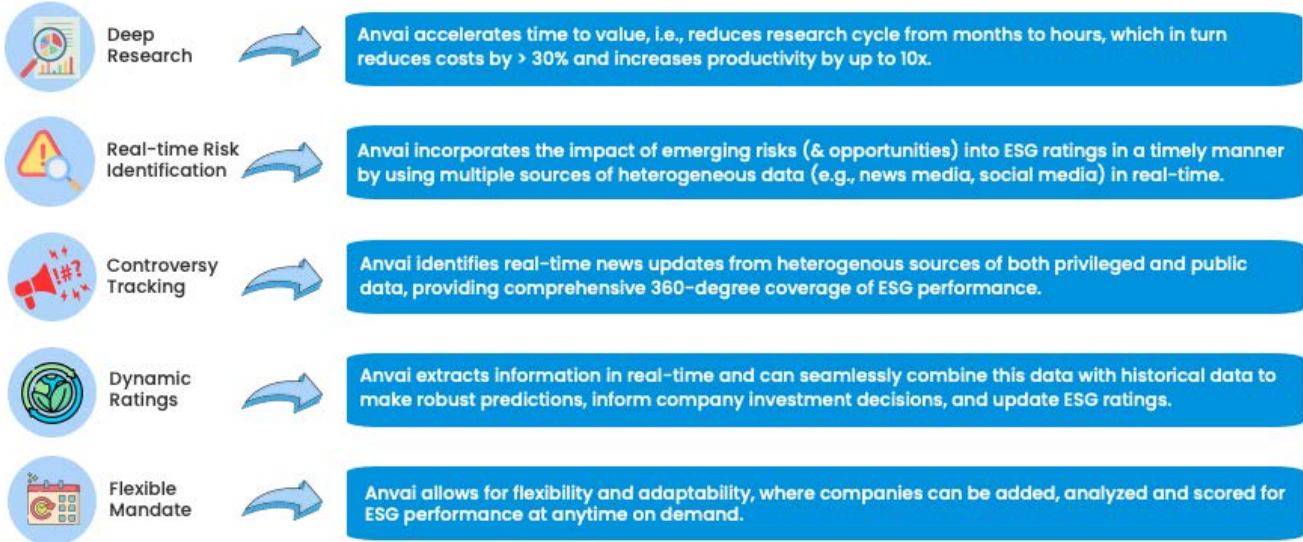 Deep
Research
Anvai accelerates time to value, i.e., reduces research cycle from months to hours, which in turn
reduces costs by > 30% and increases productivity by up to 10x.
Real-time Risk
Identification
Anvai incorporates the impact of emerging risks (& opportunities) into ESG ratings in a timely manner
by using multiple sources of heterogeneous data (e.g., news media, social media) in real-time.
!#?
Controversy
Tracking
Anvai identifies real-time news updates from heterogenous sources of both privileged and public
data, providing comprehensive 360-degree coverage of ESG performance.
Dynamic
Ratings
Anvai extracts information in real-time and can seamlessly combine this data with historical data to
make robust predictions, inform company investment decisions, and update ESG ratings.
Flexible
Mandate
Anvai allows for flexibility and adaptability, where companies can be added, analyzed and scored for
ESG performance at anytime on demand.